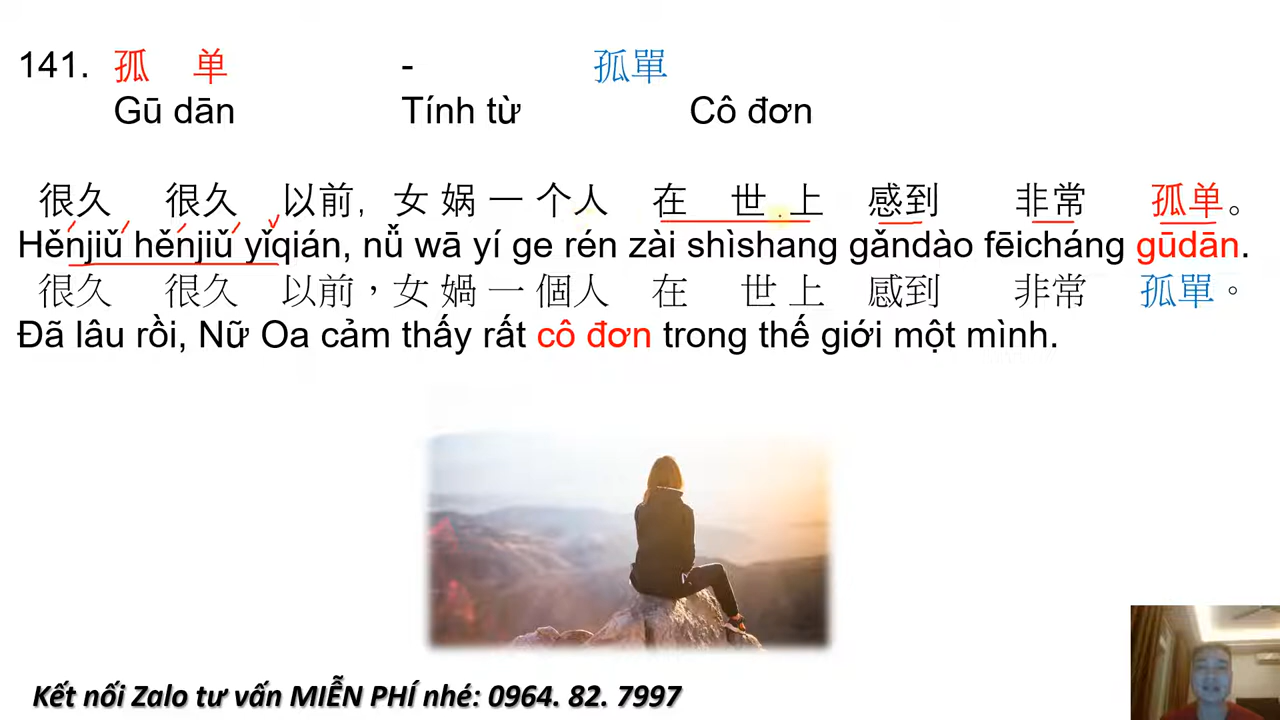 141. 孤 单 - 孤單
Gū dān Tính từ Cô đơn
很久 很久 以前, 女 娲 一 个人 在 世 上 感到 非常 孤单。
Hěnjiǔ hěnjiǔ yǐqián, nǚ wā yí ge rén zài shìshang gǎndào fēicháng gūdān.
很久 很久 以前，女 媧 一 個人 在 世 上 感到 非常 孤單。
Đã lâu rồi, Nữ Oa cảm thấy rất cô đơn trong thế giới một mình.
Kết nối Zalo tư vấn MIỄN PHÍ nhé: 0964. 82. 7997